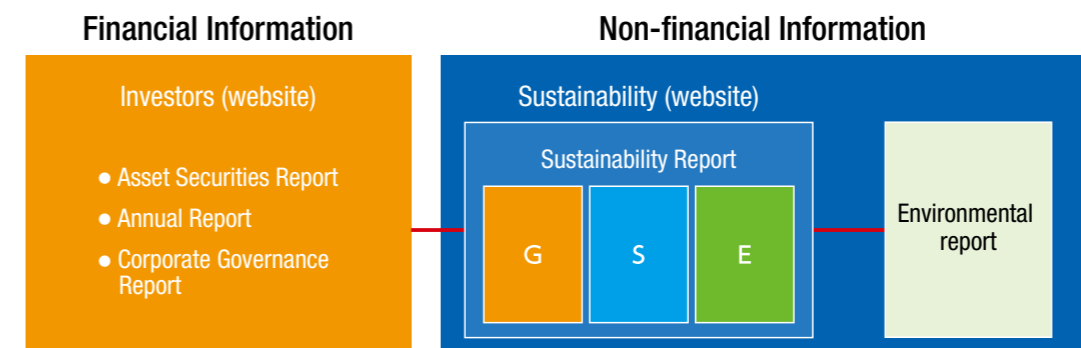 Financial Information
Non-financial Information
Investors (website)
● Asset Securities Report
● Annual Report
● Corporate Governance
Report
Sustainability (website)
Sustainability Report
G
S
E
Environmental
report